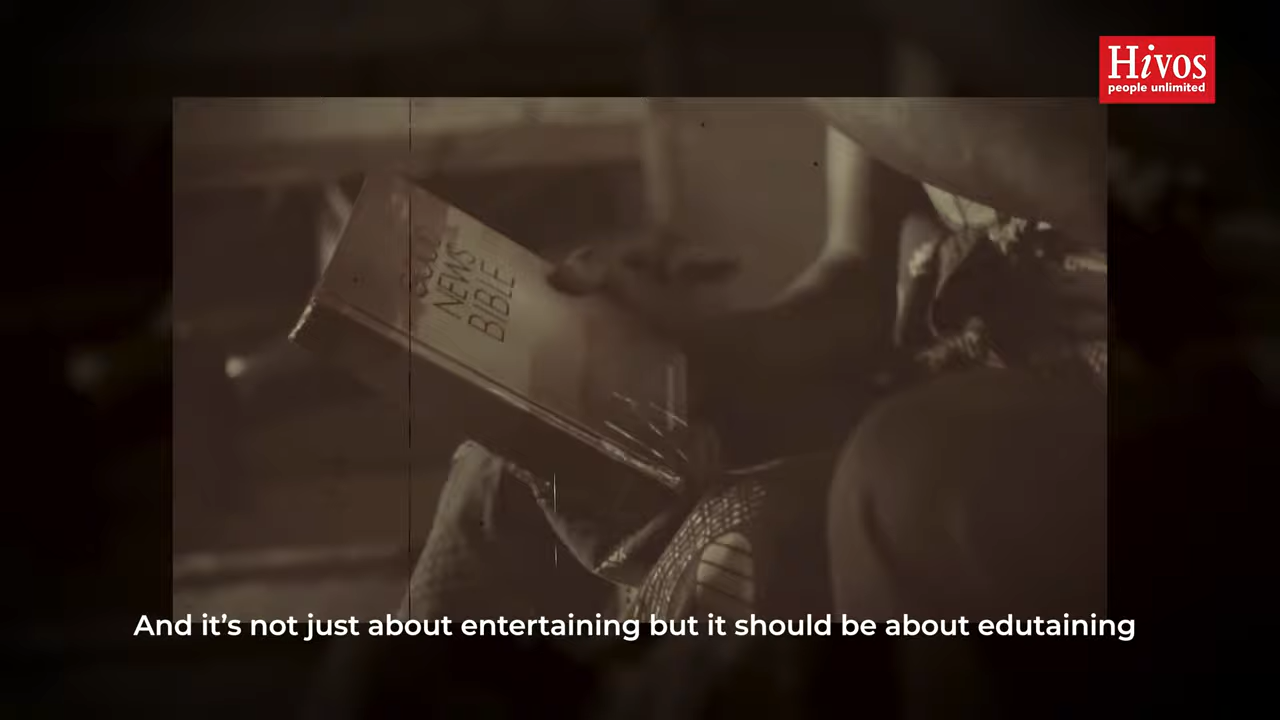 Hivos
people unlimited
GOOD
NEWS
BIBLE
And it’s not just about entertaining but it should be about edutaining